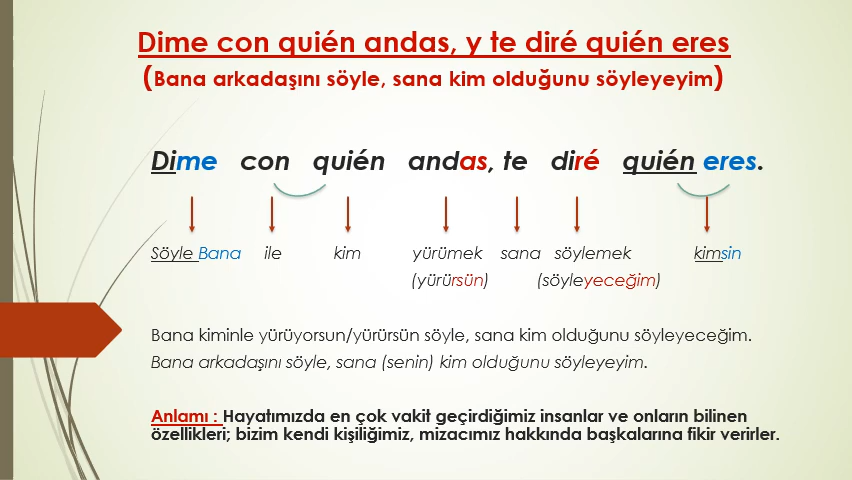 Dime con quién andas, y te diré quién eres
(Bana arkadaşını söyle, sana kim olduğunu söyleyeyim)
Dime con quién andas, te diré quién eres.
Söyle Bana ile kim yürümek sana söylemek kimsin
(yürürsün) (söyleyeceğim)
Bana kiminle yürüyorsun/yürürsün söyle, sana kim olduğunu söyleyeceğim.
Bana arkadaşını söyle, sana (senin) kim olduğunu söyleyeyim.
Anlamı : Hayatımızda en çok vakit geçirdiğimiz insanlar ve onların bilinen
özellikleri; bizim kendi kişiliğimiz, mizacımız hakkında başkalarına fikir verirler.